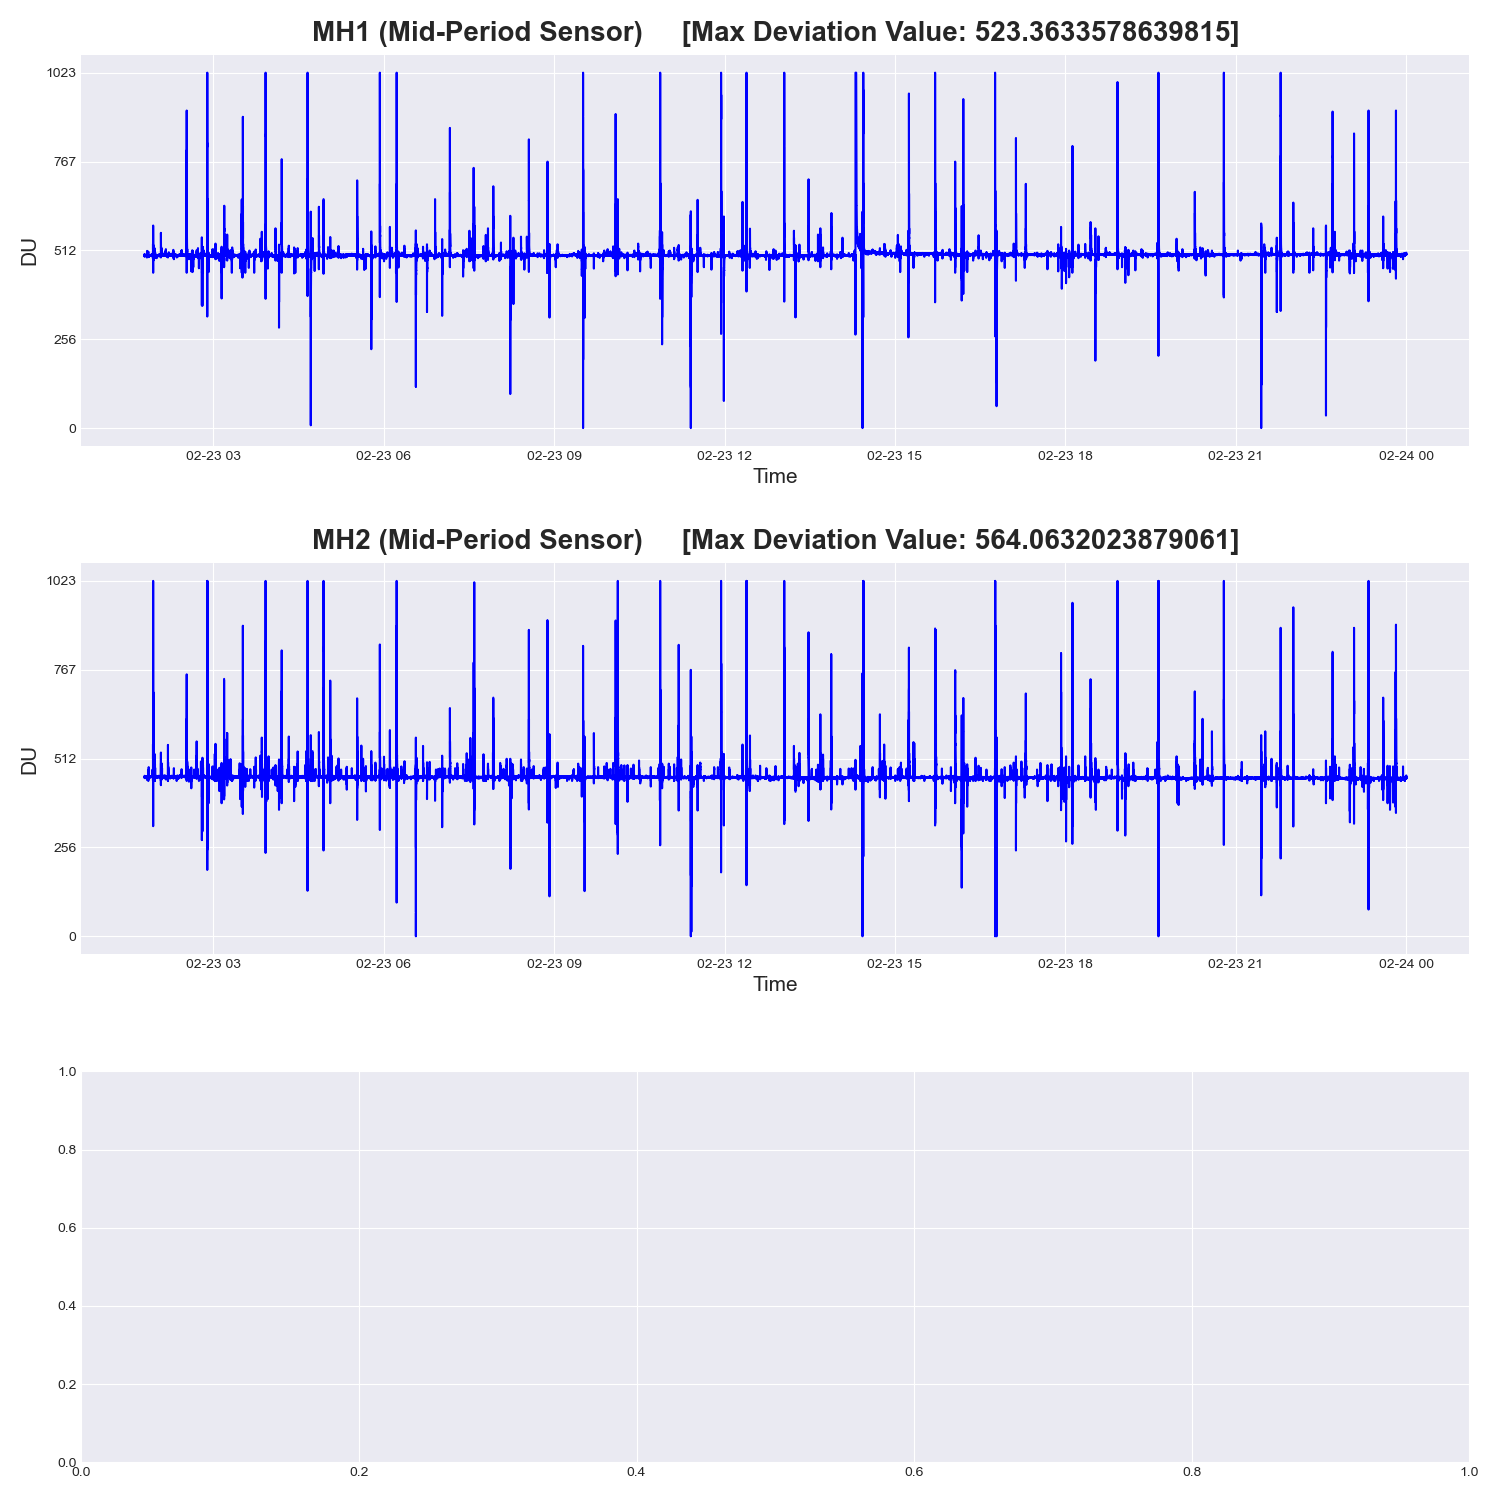 MH1 (Mid-Period Sensor) [Max Deviation Value: 523.3633578639815]
1023
767
512
256
0
DU
02-23 03 02-23 06 02-23 09 02-23 12 02-23 15 02-23 18 02-23 21 02-24 00
Time
MH2 (Mid-Period Sensor) [Max Deviation Value: 564.0632023879061]
1023
767
512
256
0
DU
02-23 03 02-23 06 02-23 09 02-23 12 02-23 15 02-23 18 02-23 21 02-24 00
Time
1.0
0.8
0.6
0.4
0.2
0.0
0.0 0.2 0.4 0.6 0.8 1.0